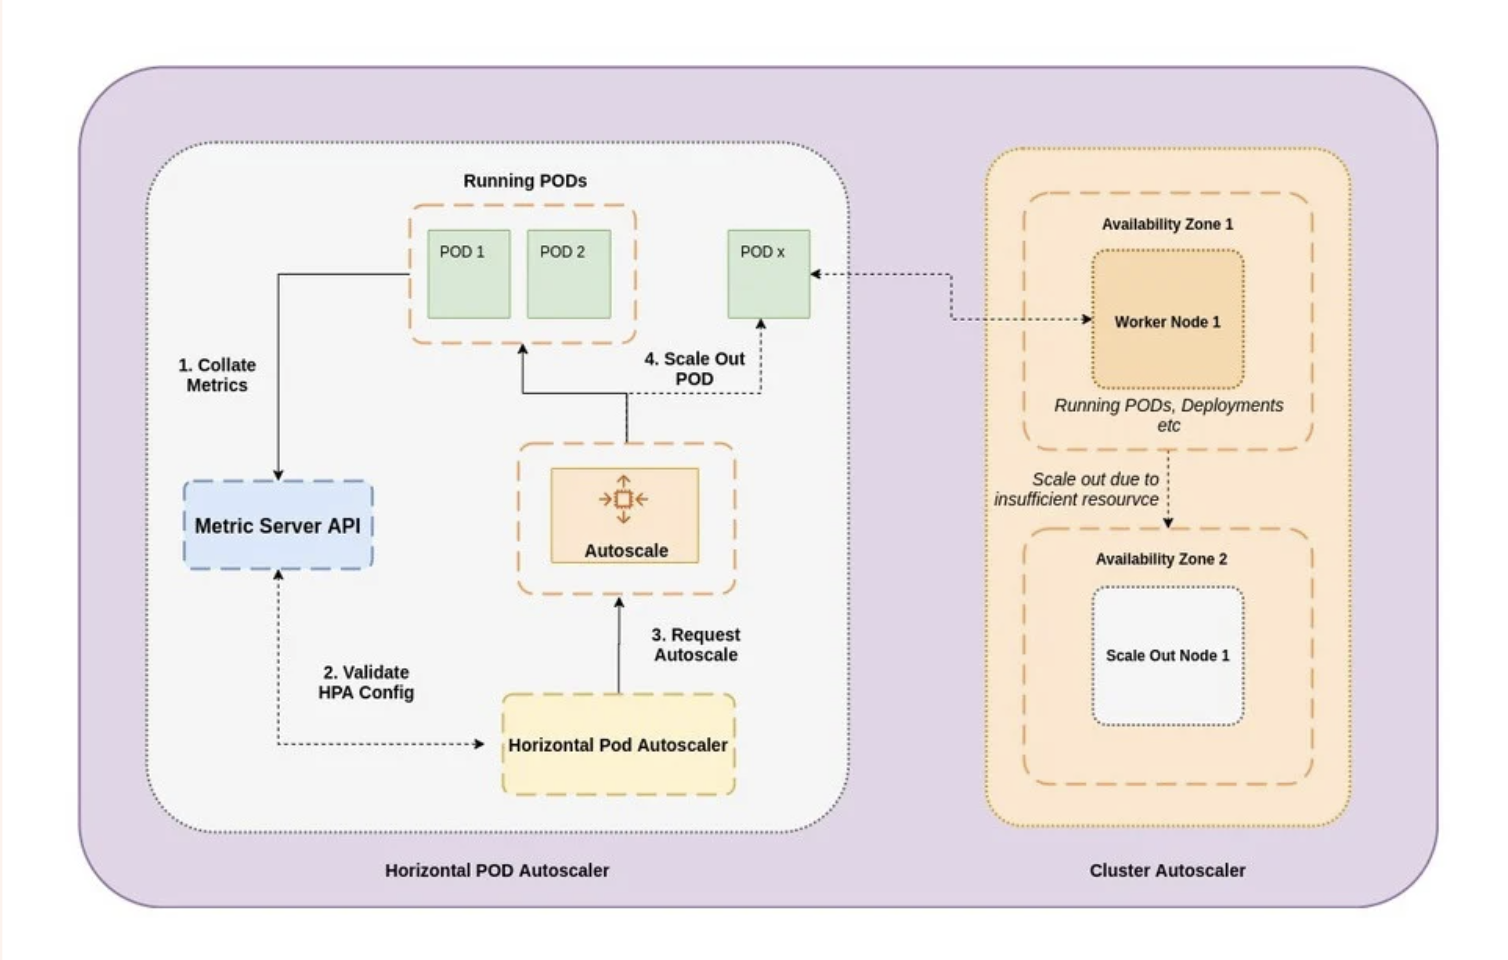 Running PODs
POD 1
POD 2
POD x
1. Collate
Metrics
4. Scale Out
POD
Metric Server API
Autoscale
3. Request
Autoscale
2. Validate
HPA Config
Horizontal Pod Autoscaler
Horizontal POD Autoscaler
Availability Zone 1
Worker Node 1
Running PODs, Deployments
etc
Scale out due to
insufficient resourvce
Availability Zone 2
Scale Out Node 1
Cluster Autoscaler